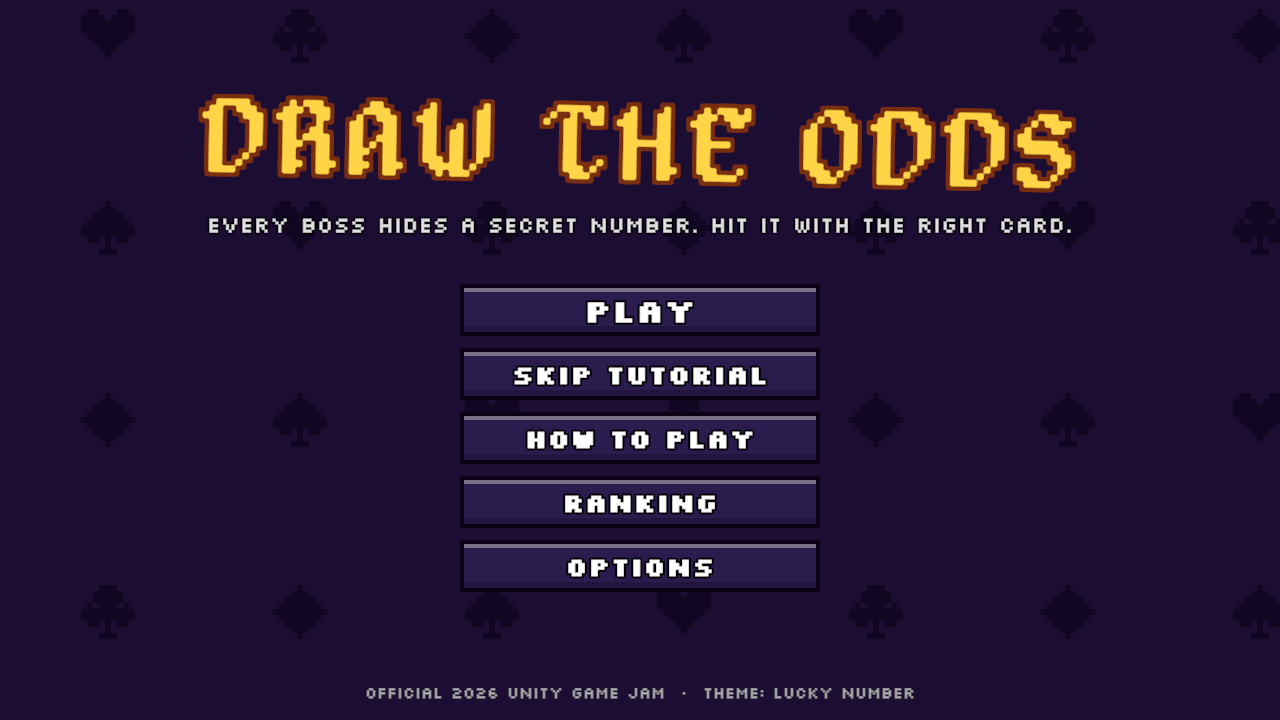 DRAW THE ODDS
EVERY BOSS HIDES A SECRET NUMBER. HIT IT WITH THE RIGHT CARD.
PLAY
SKIP TUTORIAL
HOW TO PLAY
RANKING
OPTIONS
OFFICIAL 2026 UNITY GAME JAM · THEME: LUCKY NUMBER